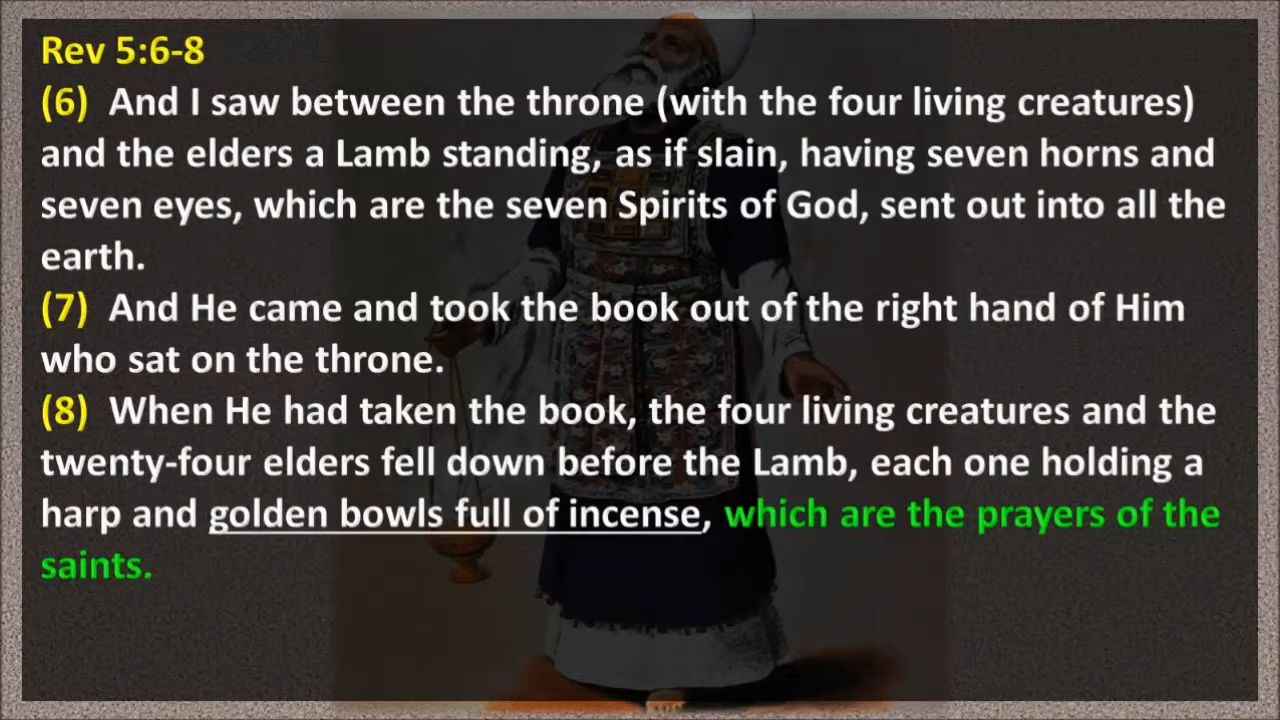 Rev 5:6-8
(6) And I saw between the throne (with the four living creatures)
and the elders a Lamb standing, as if slain, having seven horns and
seven eyes, which are the seven Spirits of God, sent out into all the
earth.
(7) And He came and took the book out of the right hand of Him
who sat on the throne.
(8) When He had taken the book, the four living creatures and the
twenty-four elders fell down before the Lamb, each one holding a
harp and golden bowls full of incense, which are the prayers of the
saints.